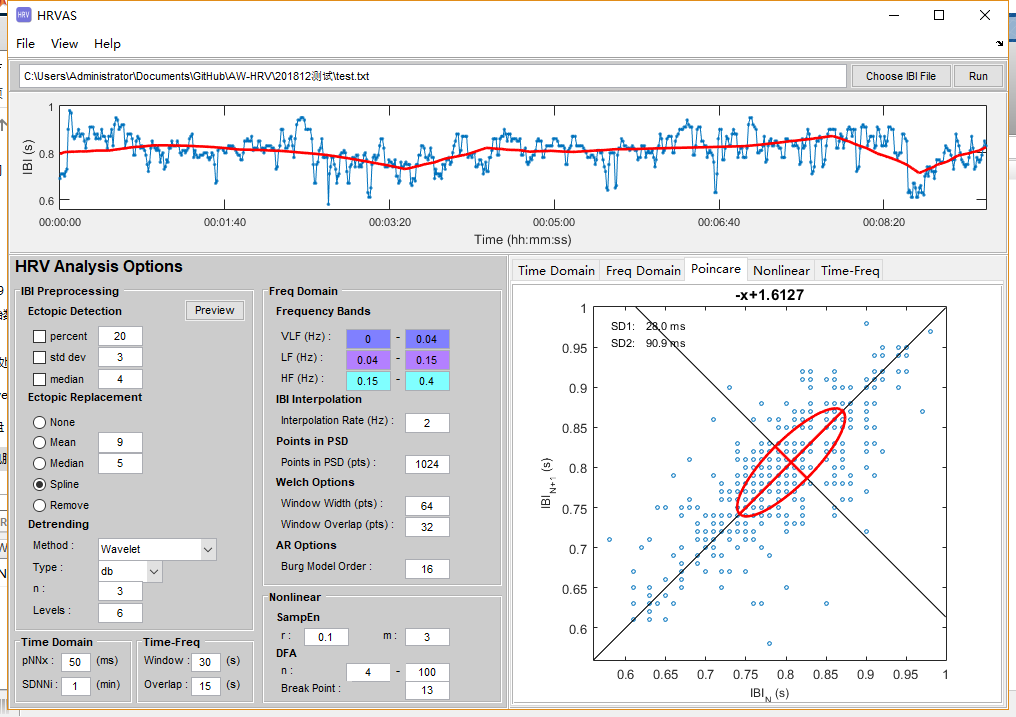 HRV HRVAS
File View Help
C:\Users\Administrator\Documents\GitHub\AW-HRV\201812测试\test.txt Choose IBI File Run
IBI (s)
1
0.8
0.6
00:00:00 00:01:40 00:03:20 00:05:00 00:06:40 00:08:20
Time (hh:mm:ss)
HRV Analysis Options
IBI Preprocessing
Ectopic Detection Preview
percent 20
std dev 3
median 4
Ectopic Replacement
None
Mean 9
Median 5
Spline
Remove
Detrending
Method : Wavelet
Type : db
n : 3
Levels : 6
Time Domain
pNNx : 50 (ms)
SDNNi : 1 (min)
Time-Freq
Window : 30 (s)
Overlap : 15 (s)
Freq Domain
Frequency Bands
VLF (Hz) : 0 - 0.04
LF (Hz) : 0.04 - 0.15
HF (Hz) : 0.15 - 0.4
IBI Interpolation
Interpolation Rate (Hz) : 2
Points in PSD
Points in PSD (pts) : 1024
Welch Options
Window Width (pts) : 64
Window Overlap (pts) : 32
AR Options
Burg Model Order : 16
Nonlinear
SampEn
r : 0.1 m : 3
DFA
n : 4 - 100
Break Point : 13
Time Domain Freq Domain Poincare Nonlinear Time-Freq
-x+1.6127
SD1: 28.0 ms
SD2: 90.9 ms
IBI N+1 (s)
1
0.95
0.9
0.85
0.8
0.75
0.7
0.65
0.6
0.6 0.65 0.7 0.75 0.8 0.85 0.9 0.95 1
IBI N (s)